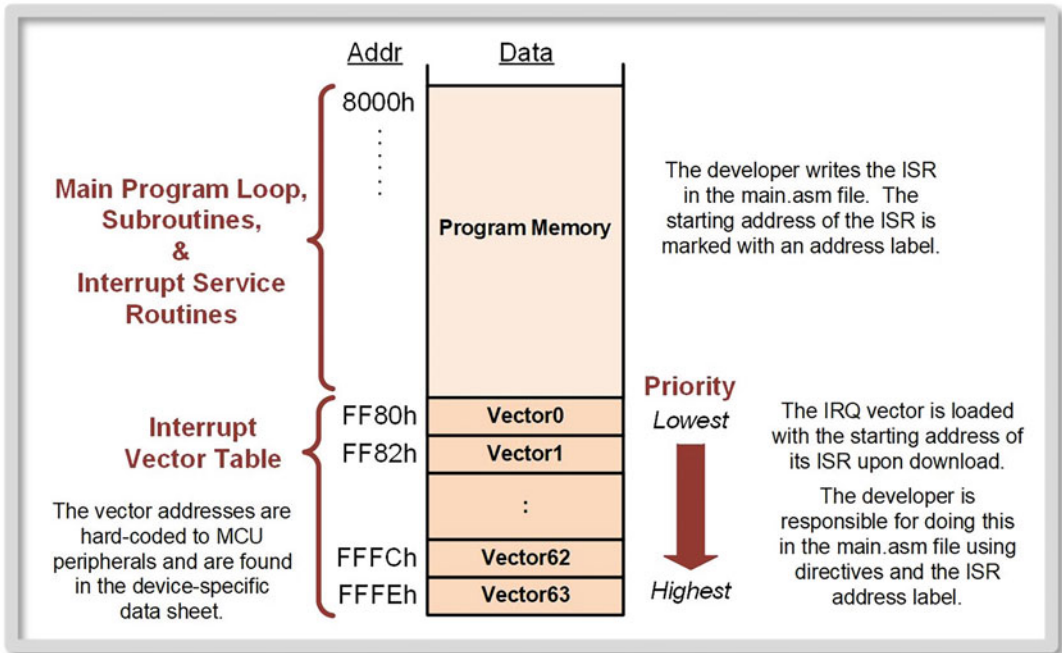 Addr
Data
8000h
Main Program Loop,
Subroutines,
&
Interrupt Service
Routines
Program Memory
The developer writes the ISR
in the main.asm file. The
starting address of the ISR is
marked with an address label.
Interrupt
Vector Table
The vector addresses are
hard-coded to MCU
peripherals and are found
in the device-specific
data sheet.
FF80h
Vector0
FF82h
Vector1
:
FFFCh
Vector62
FFFEh
Vector63
Priority
Lowest
Highest
The IRQ vector is loaded
with the starting address of
its ISR upon download.
The developer is
responsible for doing this
in the main.asm file using
directives and the ISR
address label.